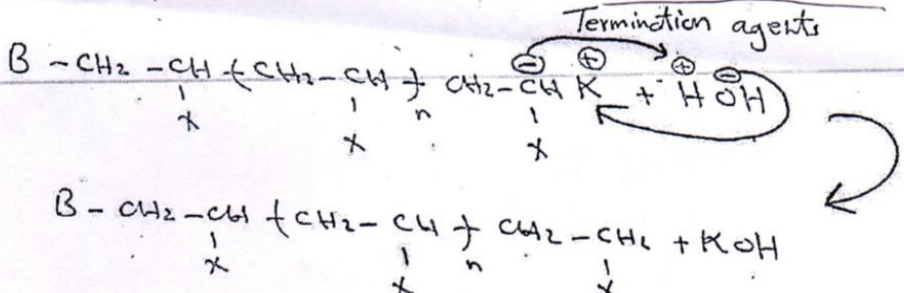 Termination agents
B - CH2 - CH + CH2 - CH + CH2 - CH K + H OH
⊖ ⊕ ⊕ ⊖
X X n X
B - CH2 - CH + CH2 - CH + CH2 - CH2 + KOH
X X n X